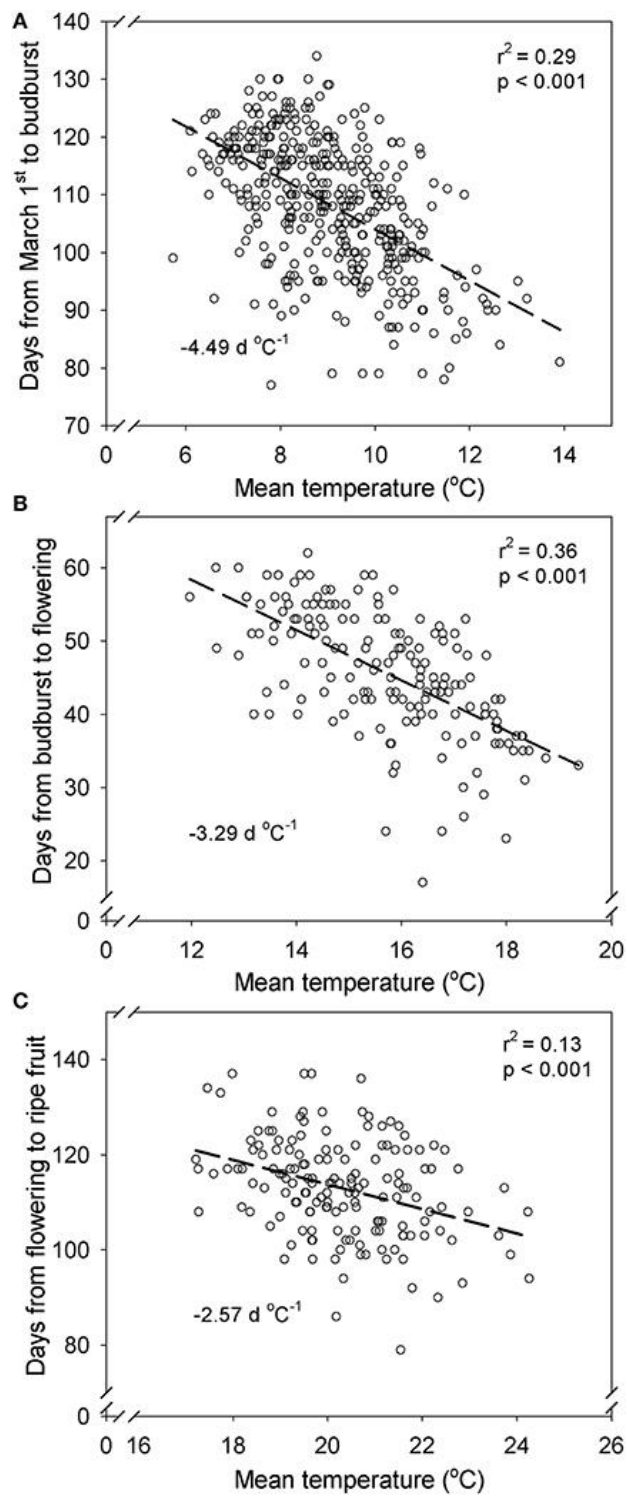 A
r² = 0.29
p < 0.001
140
130
120
110
100
90
80
70
Days from March 1st to budburst
-4.49 d °C⁻¹
0 6 8 10 12 14
Mean temperature (°C)
B
r² = 0.36
p < 0.001
60
50
40
30
20
0
Days from budburst to flowering
-3.29 d °C⁻¹
0 12 14 16 18 20
Mean temperature (°C)
C
r² = 0.13
p < 0.001
140
120
100
80
0
Days from flowering to ripe fruit
-2.57 d °C⁻¹
0 16 18 20 22 24 26
Mean temperature (°C)